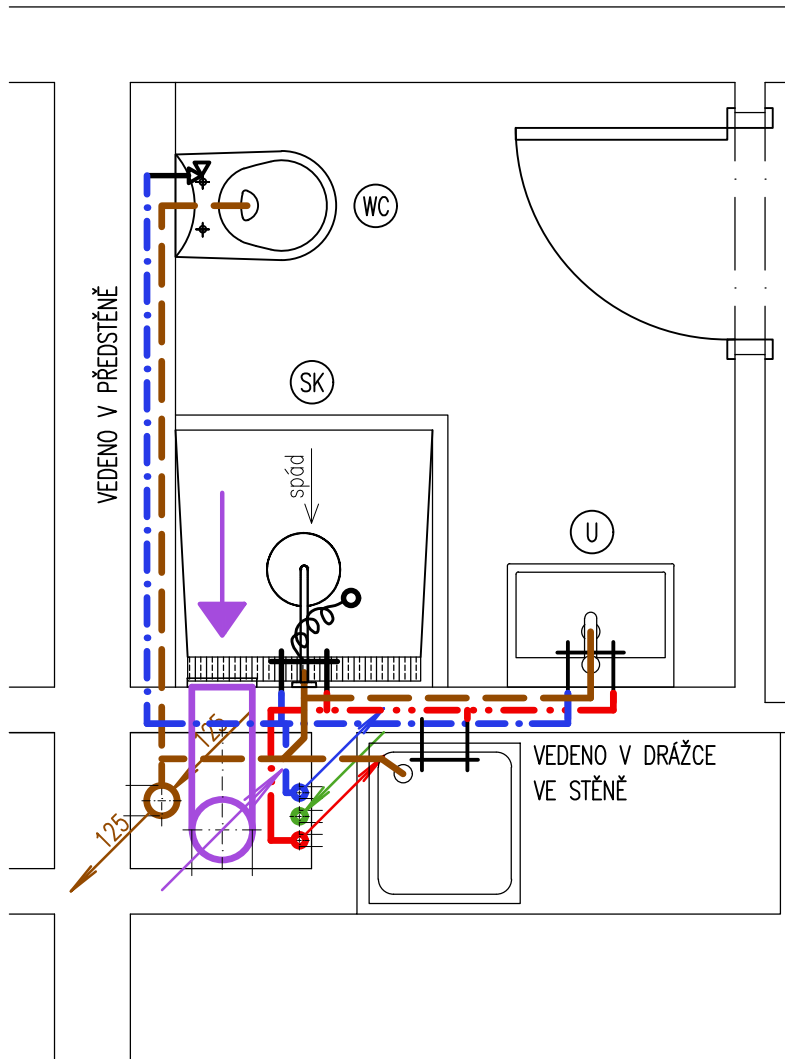 WC
VEDENO V PŘEDSTĚNĚ
SK
spád
U
125
VEDENO V DRÁŽCE
VE STĚNĚ
125